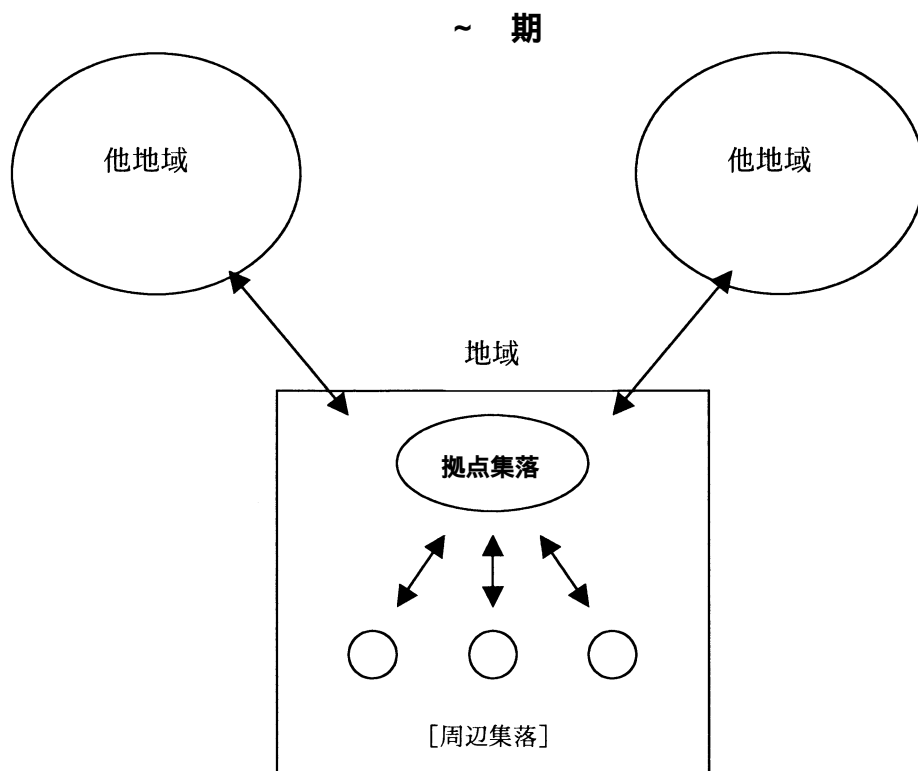 ~ 期
他地域
他地域
地域
拠点集落
［周辺集落］